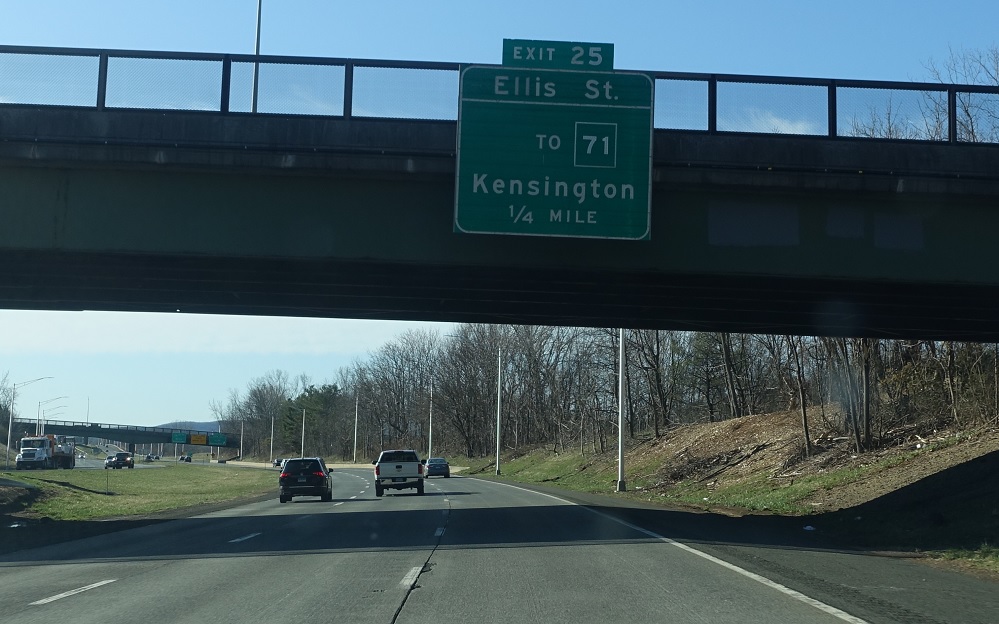 EXIT 25
Ellis St.
TO 71
Kensington
1/4 MILE